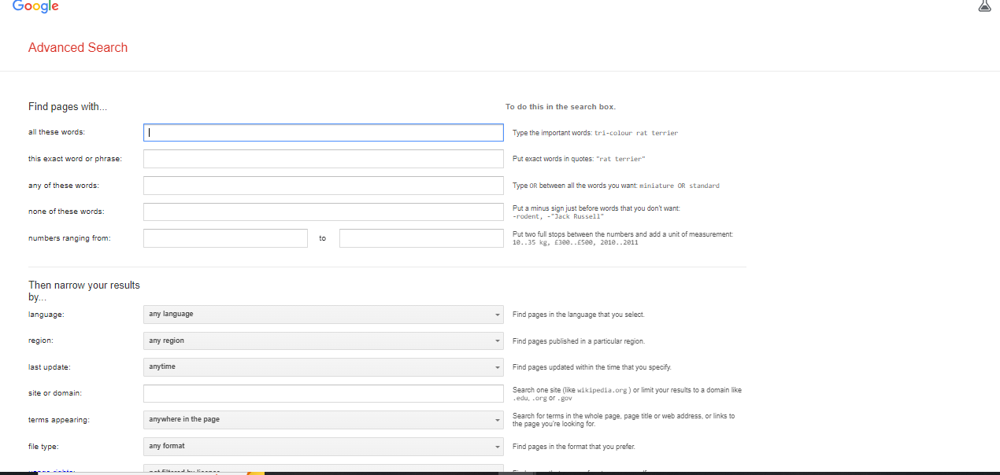 Google
Advanced Search
Find pages with...
To do this in the search box.
all these words:
Type the important words: tri-colour rat terrier
this exact word or phrase:
Put exact words in quotes: "rat terrier"
any of these words:
Type OR between all the words you want: miniature OR standard
none of these words:
Put a minus sign just before words that you don't want:
-rodent, -"Jack Russell"
numbers ranging from:
to
Put two full stops between the numbers and add a unit of measurement:
10..35 kg, £300..£500, 2010..2011
Then narrow your results
by...
language:
any language
Find pages in the language that you select.
region:
any region
Find pages published in a particular region.
last update:
anytime
Find pages updated within the time that you specify.
site or domain:
Search one site (like wikipedia.org ) or limit your results to a domain like
.edu, .org or .gov
terms appearing:
anywhere in the page
Search for terms in the whole page, page title or web address, or links to
the page you're looking for.
file type:
any format
Find pages in the format that you prefer.
usage rights:
not filtered by licence